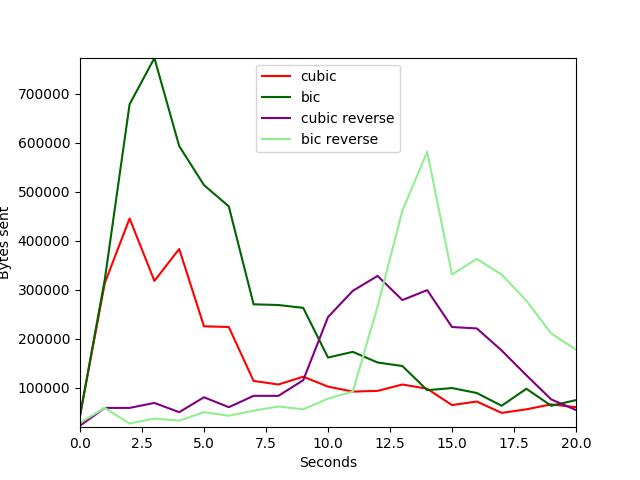 cubic
bic
cubic reverse
bic reverse
700000
600000
500000
400000
300000
200000
100000
Bytes sent
0.0 2.5 5.0 7.5 10.0 12.5 15.0 17.5 20.0
Seconds